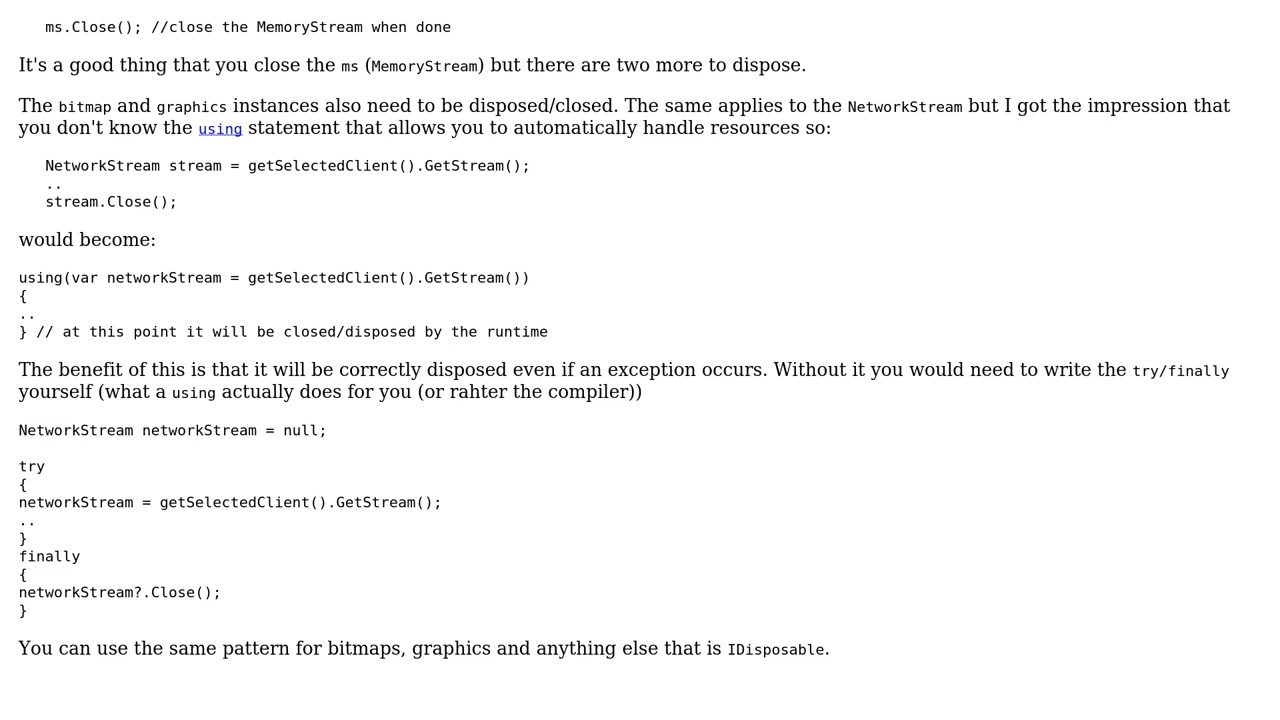 ms.Close(); //close the MemoryStream when done
It's a good thing that you close the ms (MemoryStream) but there are two more to dispose.
The bitmap and graphics instances also need to be disposed/closed. The same applies to the NetworkStream but I got the impression that
you don't know the using statement that allows you to automatically handle resources so:
NetworkStream stream = getSelectedClient().GetStream();
..
stream.Close();
would become:
using(var networkStream = getSelectedClient().GetStream())
{
..
} // at this point it will be closed/disposed by the runtime
The benefit of this is that it will be correctly disposed even if an exception occurs. Without it you would need to write the try/finally
yourself (what a using actually does for you (or rahter the compiler))
NetworkStream networkStream = null;
try
{
networkStream = getSelectedClient().GetStream();
..
}
finally
{
networkStream?.Close();
}
You can use the same pattern for bitmaps, graphics and anything else that is IDisposable.